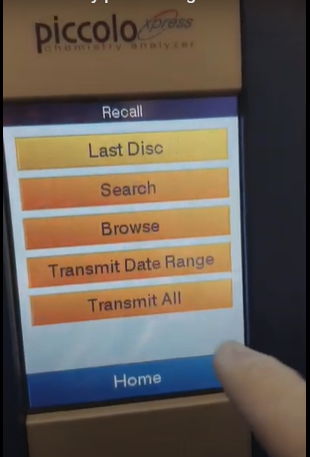 piccolo xpress
chemistry analyzer
Recall
Last Disc
Search
Browse
Transmit Date Range
Transmit All
Home